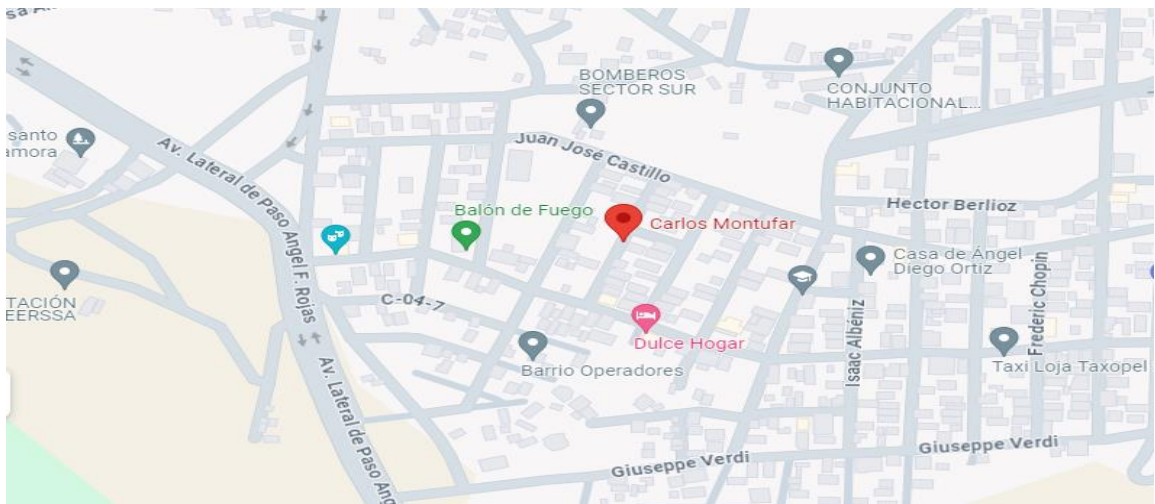 BOMBEROS
SECTOR SUR
CONJUNTO
HABITACIONAL...
santo
amora
Av. Lateral de Paso Angel F. Rojas
Juan José Castillo
Balón de Fuego
Carlos Montufar
Hector Berlioz
Casa de Ángel
Diego Ortiz
TACIÓN
EERSSA
C-04-7
Isaac Albéniz
Frederic Chopin
Dulce Hogar
Barrio Operadores
Taxi Loja Taxopel
Av. Lateral de Paso Ang
Giuseppe Verdi
Giuseppe Verdi